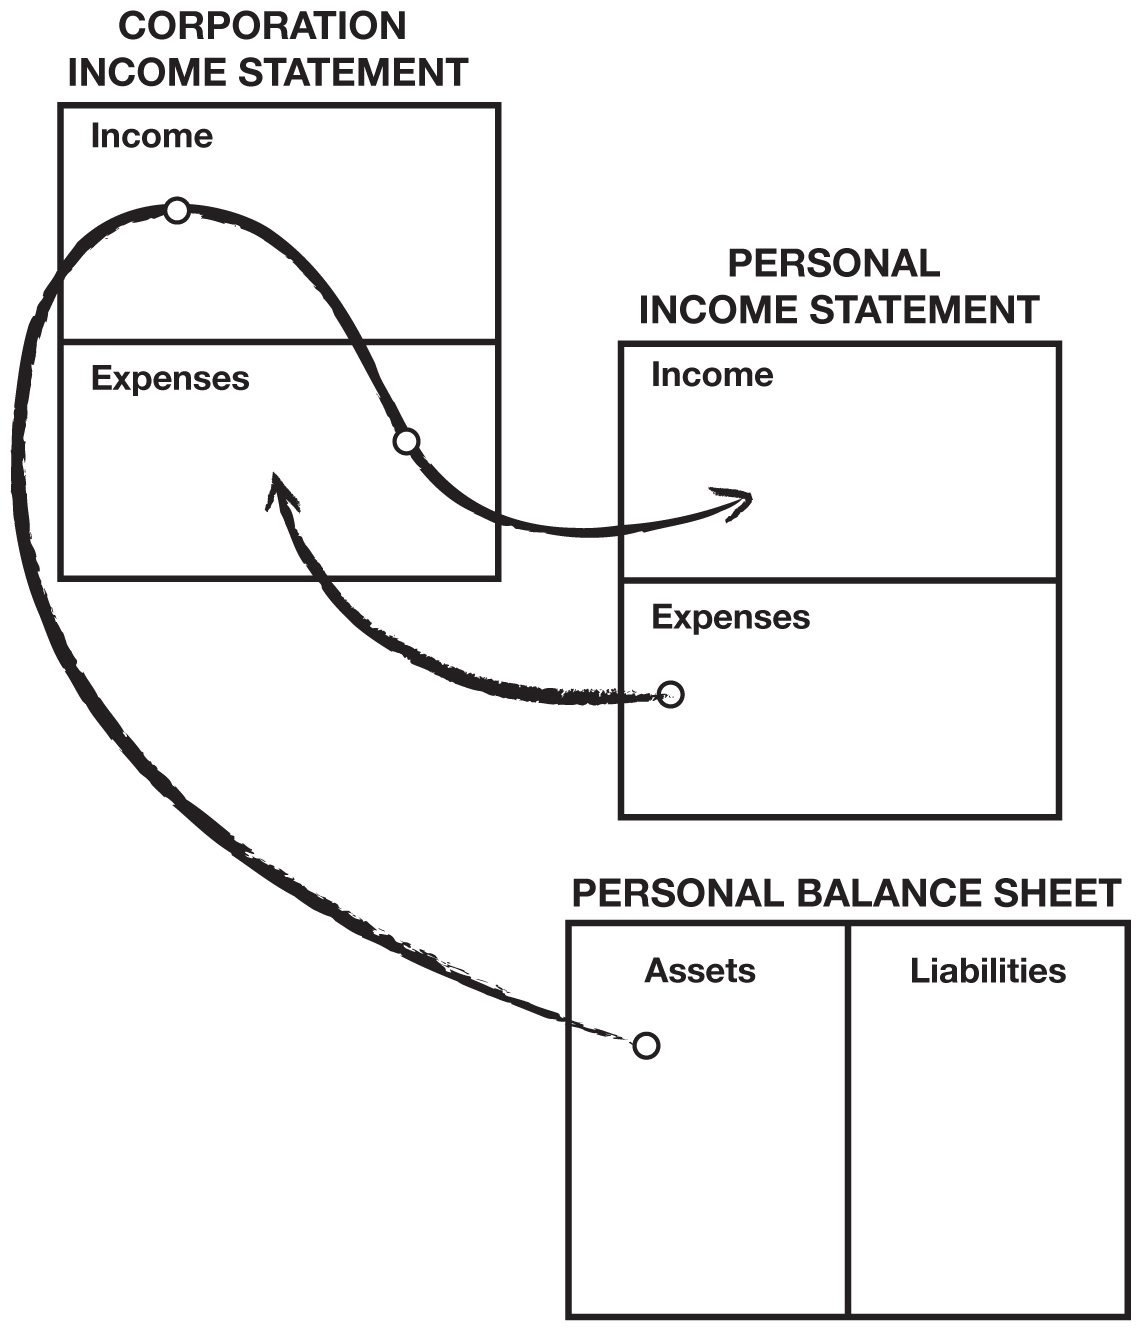 CORPORATION
INCOME STATEMENT
Income
Expenses
PERSONAL
INCOME STATEMENT
Income
Expenses
PERSONAL BALANCE SHEET
Assets
Liabilities